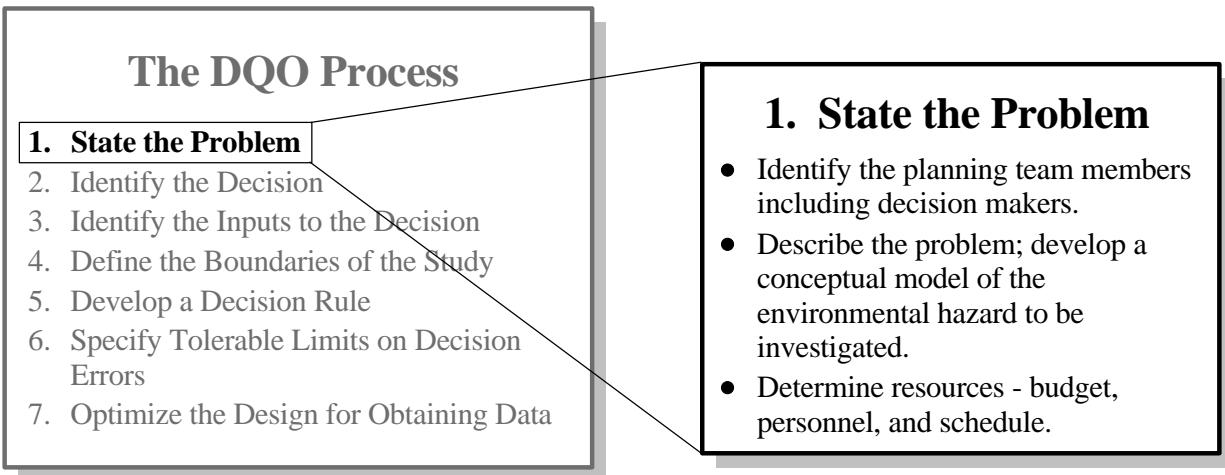 The DQO Process
1. State the Problem
2. Identify the Decision
3. Identify the Inputs to the Decision
4. Define the Boundaries of the Study
5. Develop a Decision Rule
6. Specify Tolerable Limits on Decision
Errors
7. Optimize the Design for Obtaining Data
1. State the Problem
• Identify the planning team members
including decision makers.
• Describe the problem; develop a
conceptual model of the
environmental hazard to be
investigated.
• Determine resources - budget,
personnel, and schedule.